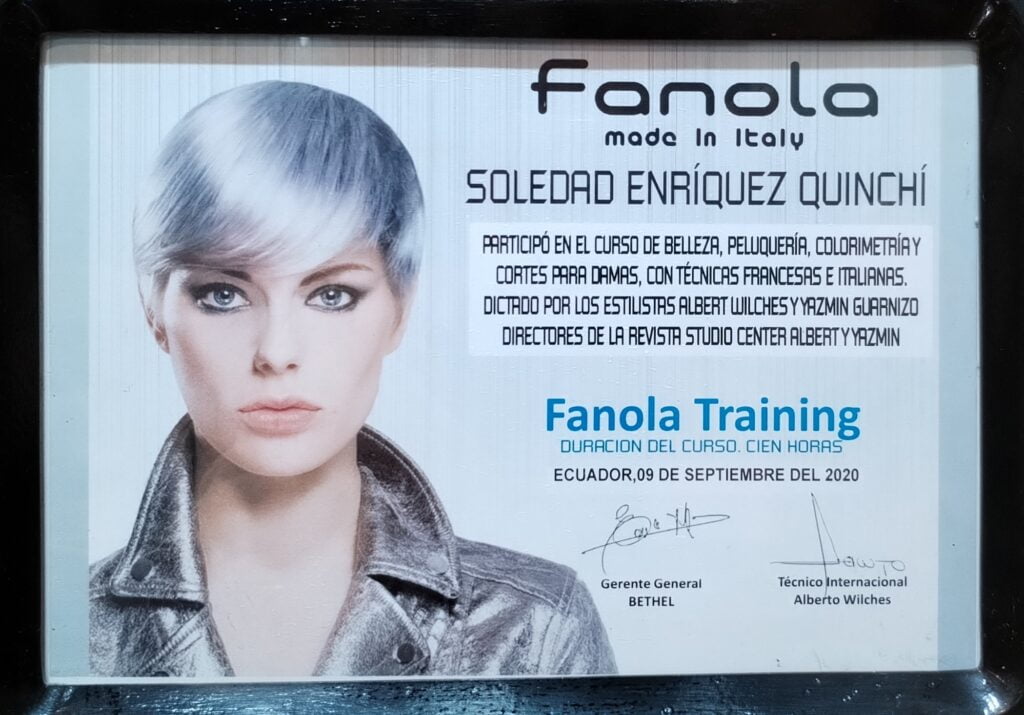 Fanola
made In Italy
SOLEDAD ENRÍQUEZ QUINCHÍ
PARTICIPÓ EN EL CURSO DE BELLEZA, PELUQUERÍA, COLORIMETRÍA Y
CORTES PARA DAMAS, CON TÉCNICAS FRANCESAS E ITALIANAS.
DICTADO POR LOS ESTILISTAS ALBERT WILCHES Y YAZMIN GUARNIZO
DIRECTORES DE LA REVISTA STUDIO CENTER ALBERT Y YAZMIN
Fanola Training
DURACION DEL CURSO. CIEN HORAS
ECUADOR,09 DE SEPTIEMBRE DEL 2020
Gerente General
BETHEL
Técnico Internacional
Alberto Wilches